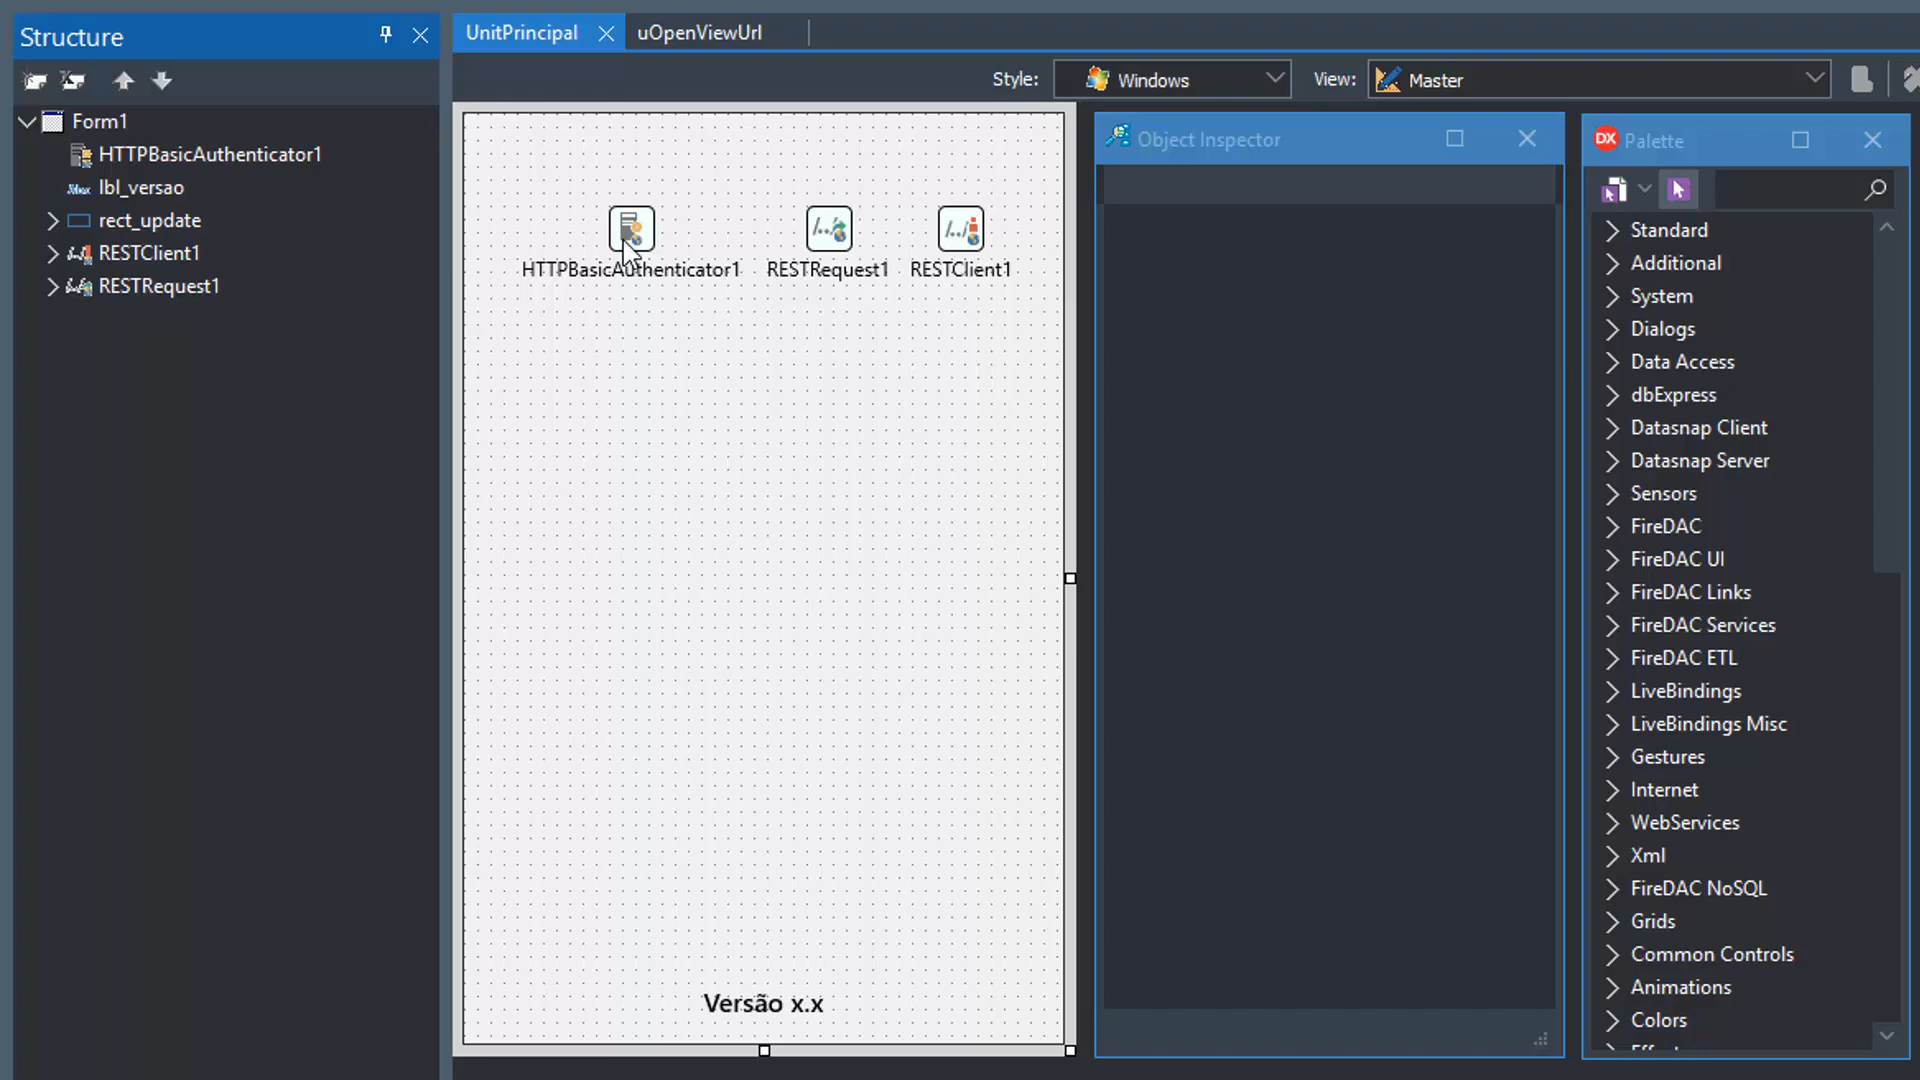 Structure
Form1
HTTPBasicAuthenticator1
lbl_versao
rect_update
RESTClient1
RESTRequest1
UnitPrincipal
uOpenViewUrl
Style:
Windows
View:
Master
HTTPBasicAuthenticator1
RESTRequest1
RESTClient1
Versão x.x
Object Inspector
DX
Palette
Standard
Additional
System
Dialogs
Data Access
dbExpress
Datasnap Client
Datasnap Server
Sensors
FireDAC
FireDAC UI
FireDAC Links
FireDAC Services
FireDAC ETL
LiveBindings
LiveBindings Misc
Gestures
Internet
WebServices
Xml
FireDAC NoSQL
Grids
Common Controls
Animations
Colors